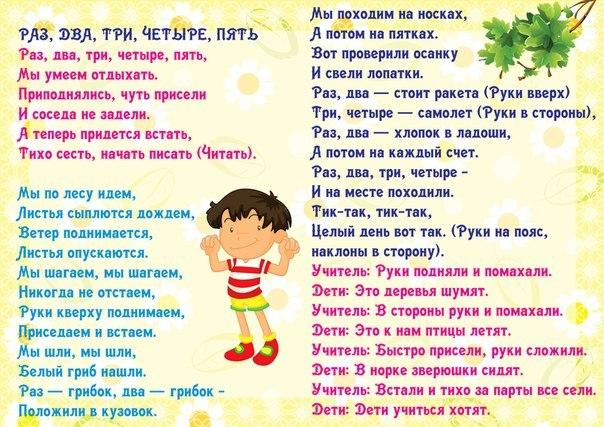 РАЗ, ДВА, ТРИ, ЧЕТЫРЕ, ПЯТЬ
Раз, два, три, четыре, пять,
Мы умеем отдыхать.
Приподнялись, чуть присели
И соседа не задели.
А теперь придется встать,
Тихо сесть, начать писать (Читать).
Мы по лесу идем,
Листья сыплются дождем,
Ветер поднимается,
Листья опускаются.
Мы шагаем, мы шагаем,
Никогда не отстаем,
Руки кверху поднимаем,
Приседаем и встаем.
Мы шли, мы шли,
Белый гриб нашли.
Раз — грибок, два — грибок -
Положили в кузовок.
Мы походим на носках,
А потом на пятках.
Вот проверили осанку
И свели лопатки.
Раз, два — стоит ракета (Руки вверх)
Три, четыре — самолет (Руки в стороны),
Раз, два — хлопок в ладоши,
А потом на каждый счет.
Раз, два, три, четыре -
И на месте походили.
Тик-так, тик-так,
Целый день вот так. (Руки на пояс,
наклоны в сторону).
Учитель: Руки подняли и помахали.
Дети: Это деревья шумят.
Учитель: В стороны руки и помахали.
Дети: Это к нам птицы летят.
Учитель: Быстро присели, руки сложили.
Дети: В норке зверюшки сидят.
Учитель: Встали и тихо за парты все сели.
Дети: Дети учиться хотят.